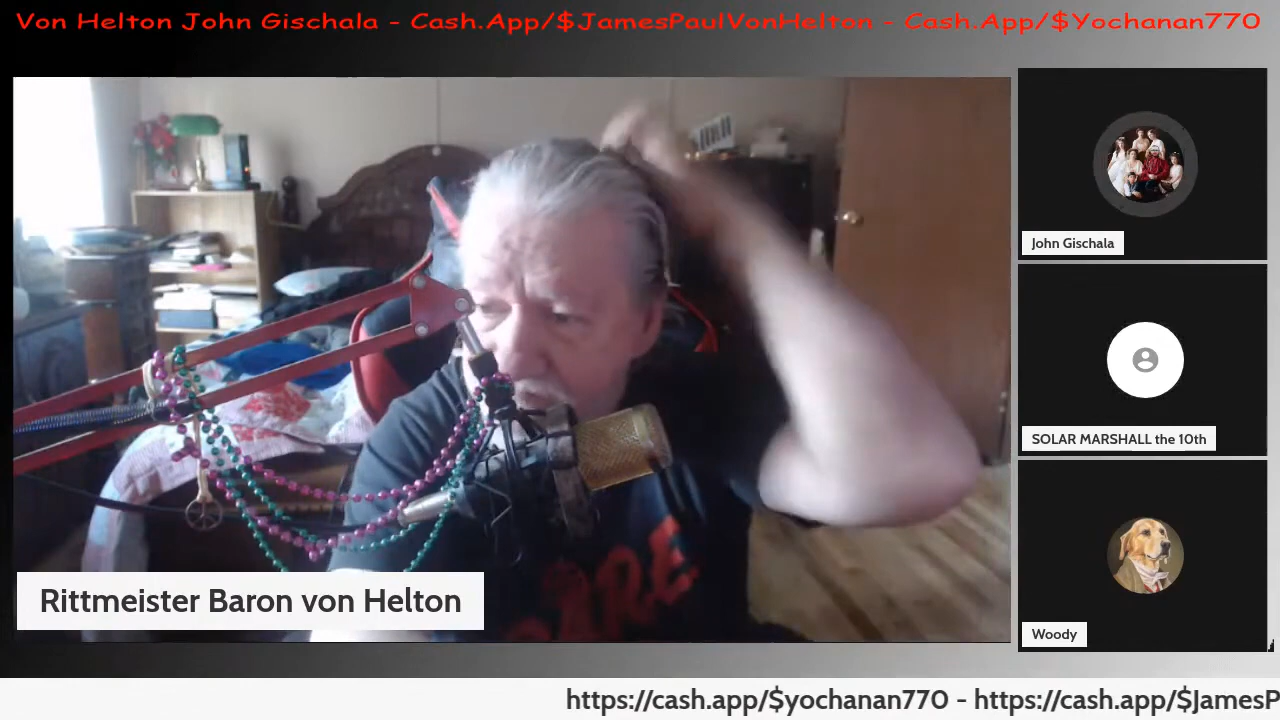 Von Helton John Gischala - Cash.App/$JamesPaulVonHelton - Cash.App/$Yochanan770
John Gischala
SOLAR MARSHALL the 10th
Rittmeister Baron von Helton
Woody
https://cash.app/$yochanan770 - https://cash.app/$JamesP